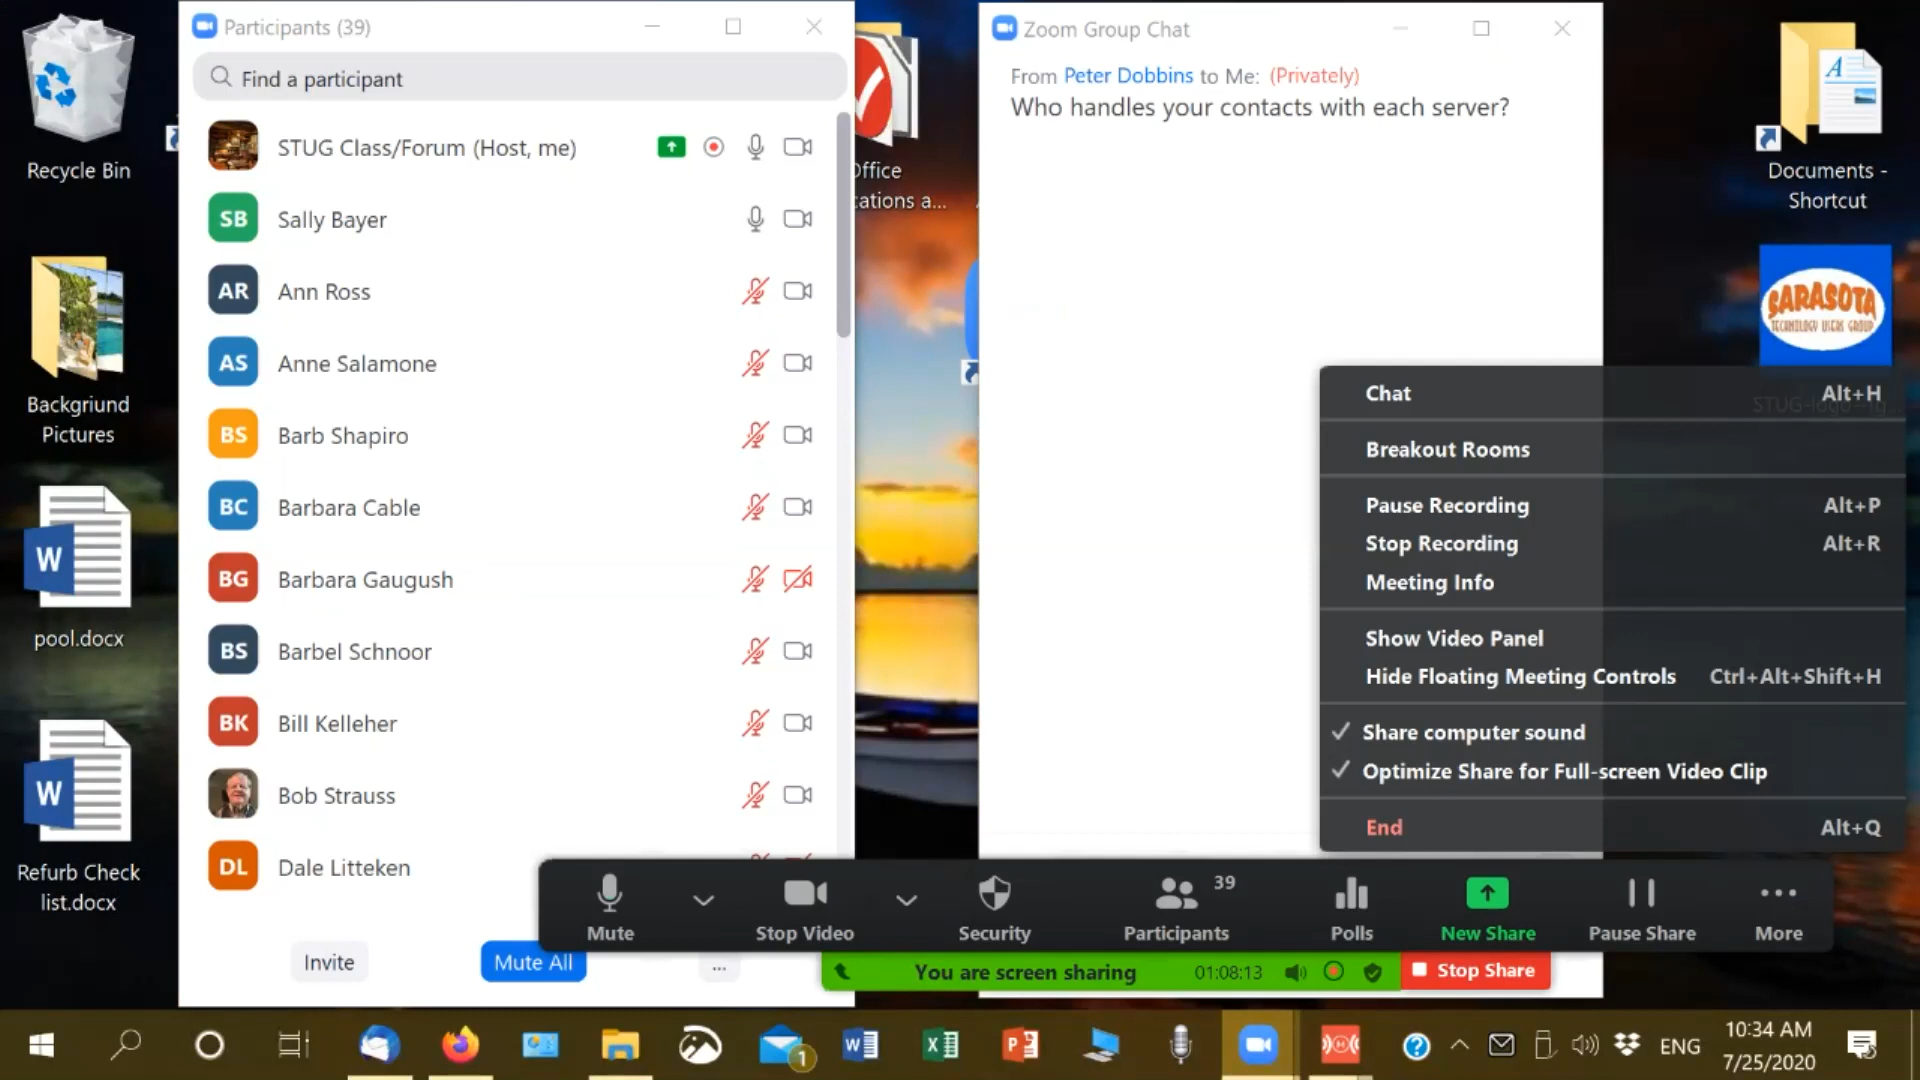 Recycle Bin
Backgriund
Pictures
pool.docx
Refurb Check
list.docx
Participants (39)
Find a participant
STUG Class/Forum (Host, me)
SB
Sally Bayer
AR
Ann Ross
AS
Anne Salamone
BS
Barb Shapiro
BC
Barbara Cable
BG
Barbara Gaugush
BS
Barbel Schnoor
BK
Bill Kelleher
Bob Strauss
DL
Dale Litteken
Invite
Mute All
...
Office
ations a...
Zoom Group Chat
From Peter Dobbins to Me: (Privately)
Who handles your contacts with each server?
Documents -
Shortcut
SARASOTA
TECHNOLOGY USERS GROUP
Chat Alt+H
Breakout Rooms
Pause Recording Alt+P
Stop Recording Alt+R
Meeting Info
Show Video Panel
Hide Floating Meeting Controls Ctrl+Alt+Shift+H
Share computer sound
Optimize Share for Full-screen Video Clip
End Alt+Q
39
Mute
Stop Video
Security
Participants
Polls
New Share
Pause Share
More
You are screen sharing 01:08:13
Stop Share
1
ENG
10:34 AM
7/25/2020